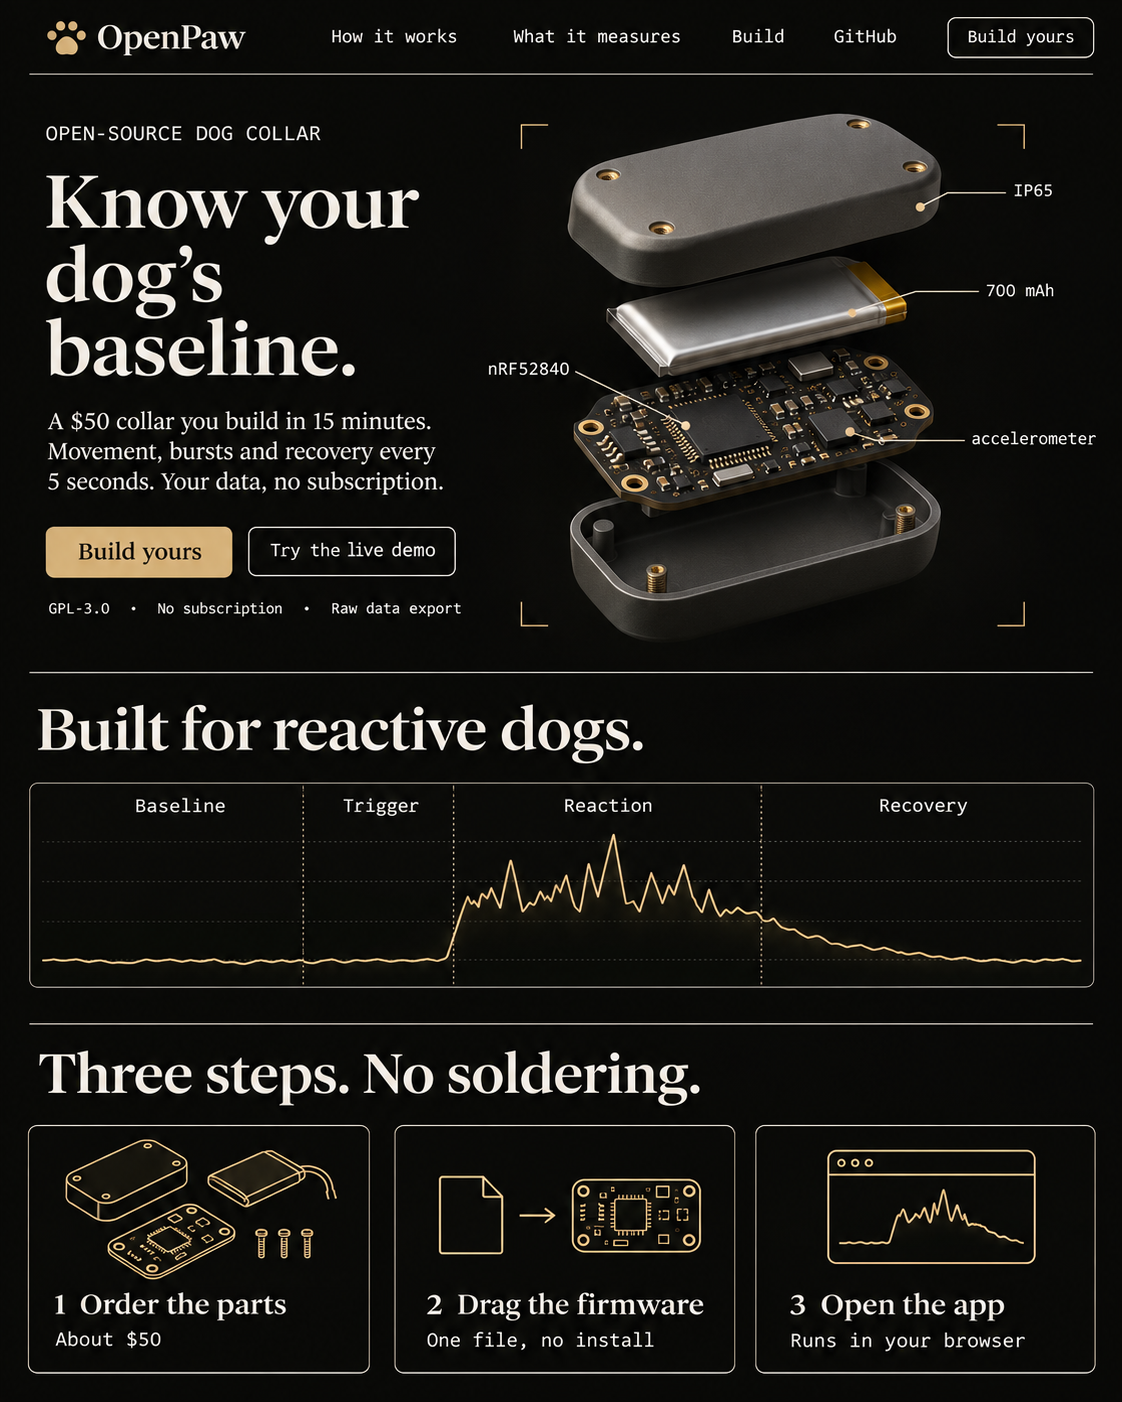 OpenPaw
How it works
What it measures
Build
GitHub
Build yours
OPEN-SOURCE DOG COLLAR
Know your
dog’s
baseline.
A $50 collar you build in 15 minutes.
Movement, bursts and recovery every
5 seconds. Your data, no subscription.
Build yours
Try the live demo
GPL-3.0 • No subscription • Raw data export
IP65
700 mAh
nRF52840
accelerometer
Built for reactive dogs.
Baseline
Trigger
Reaction
Recovery
Three steps. No soldering.
1 Order the parts
About $50
2 Drag the firmware
One file, no install
3 Open the app
Runs in your browser